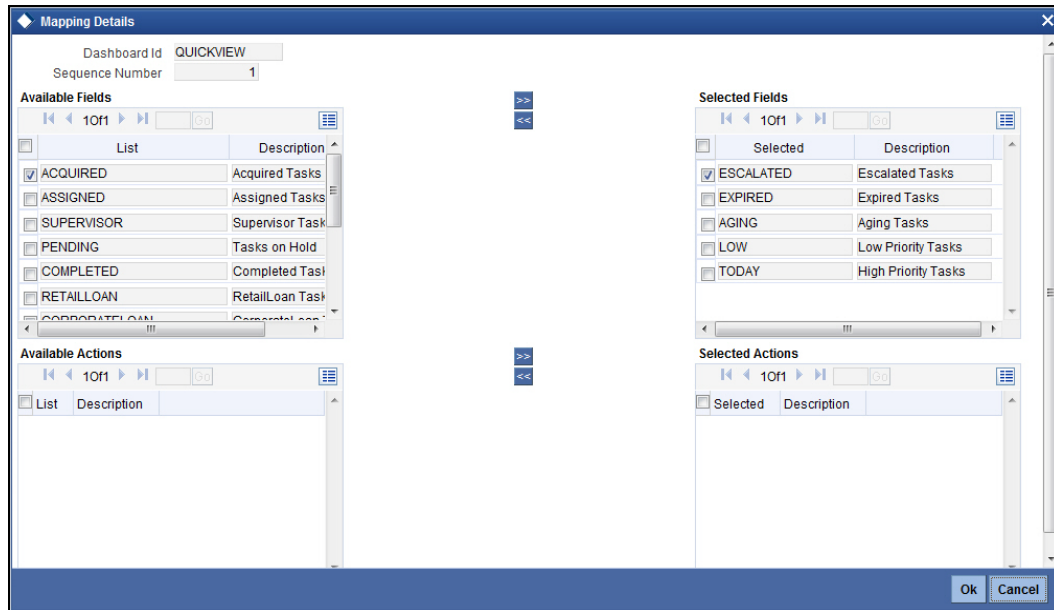 Mapping Details
Dashboard Id QUICKVIEW
Sequence Number 1
Available Fields
1Of1 Go
List Description
ACQUIRED Acquired Tasks
ASSIGNED Assigned Tasks
SUPERVISOR Supervisor Task
PENDING Tasks on Hold
COMPLETED Completed Task
RETAILLOAN RetailLoan Task
CORPORATELOAN CorporateLoan
>>
<<
Selected Fields
1Of1 Go
Selected Description
ESCALATED Escalated Tasks
EXPIRED Expired Tasks
AGING Aging Tasks
LOW Low Priority Tasks
TODAY High Priority Tasks
Available Actions
1Of1 Go
List Description
>>
<<
Selected Actions
1Of1 Go
Selected Description
Ok Cancel